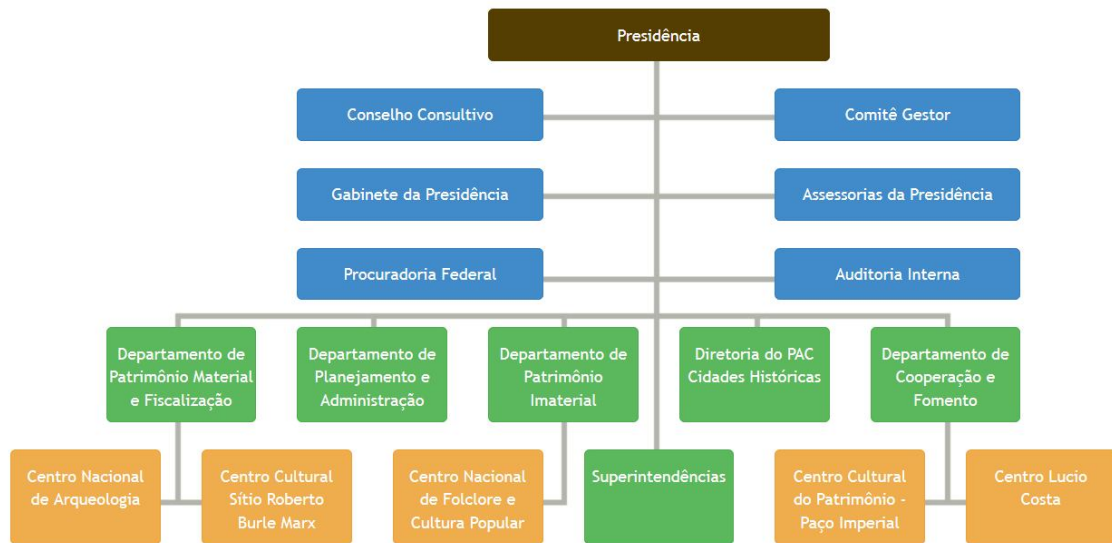 Presidência
Conselho Consultivo
Comitê Gestor
Gabinete da Presidência
Assessorias da Presidência
Procuradoria Federal
Auditoria Interna
Departamento de
Patrimônio Material
e Fiscalização
Departamento de
Planejamento e
Administração
Departamento de
Patrimônio
Imaterial
Diretoria do PAC
Cidades Históricas
Departamento de
Cooperação e
Fomento
Centro Nacional
de Arqueologia
Centro Cultural
Sítio Roberto
Burle Marx
Centro Nacional
de Folclore e
Cultura Popular
Superintendências
Centro Cultural
do Patrimônio -
Paço Imperial
Centro Lucio
Costa